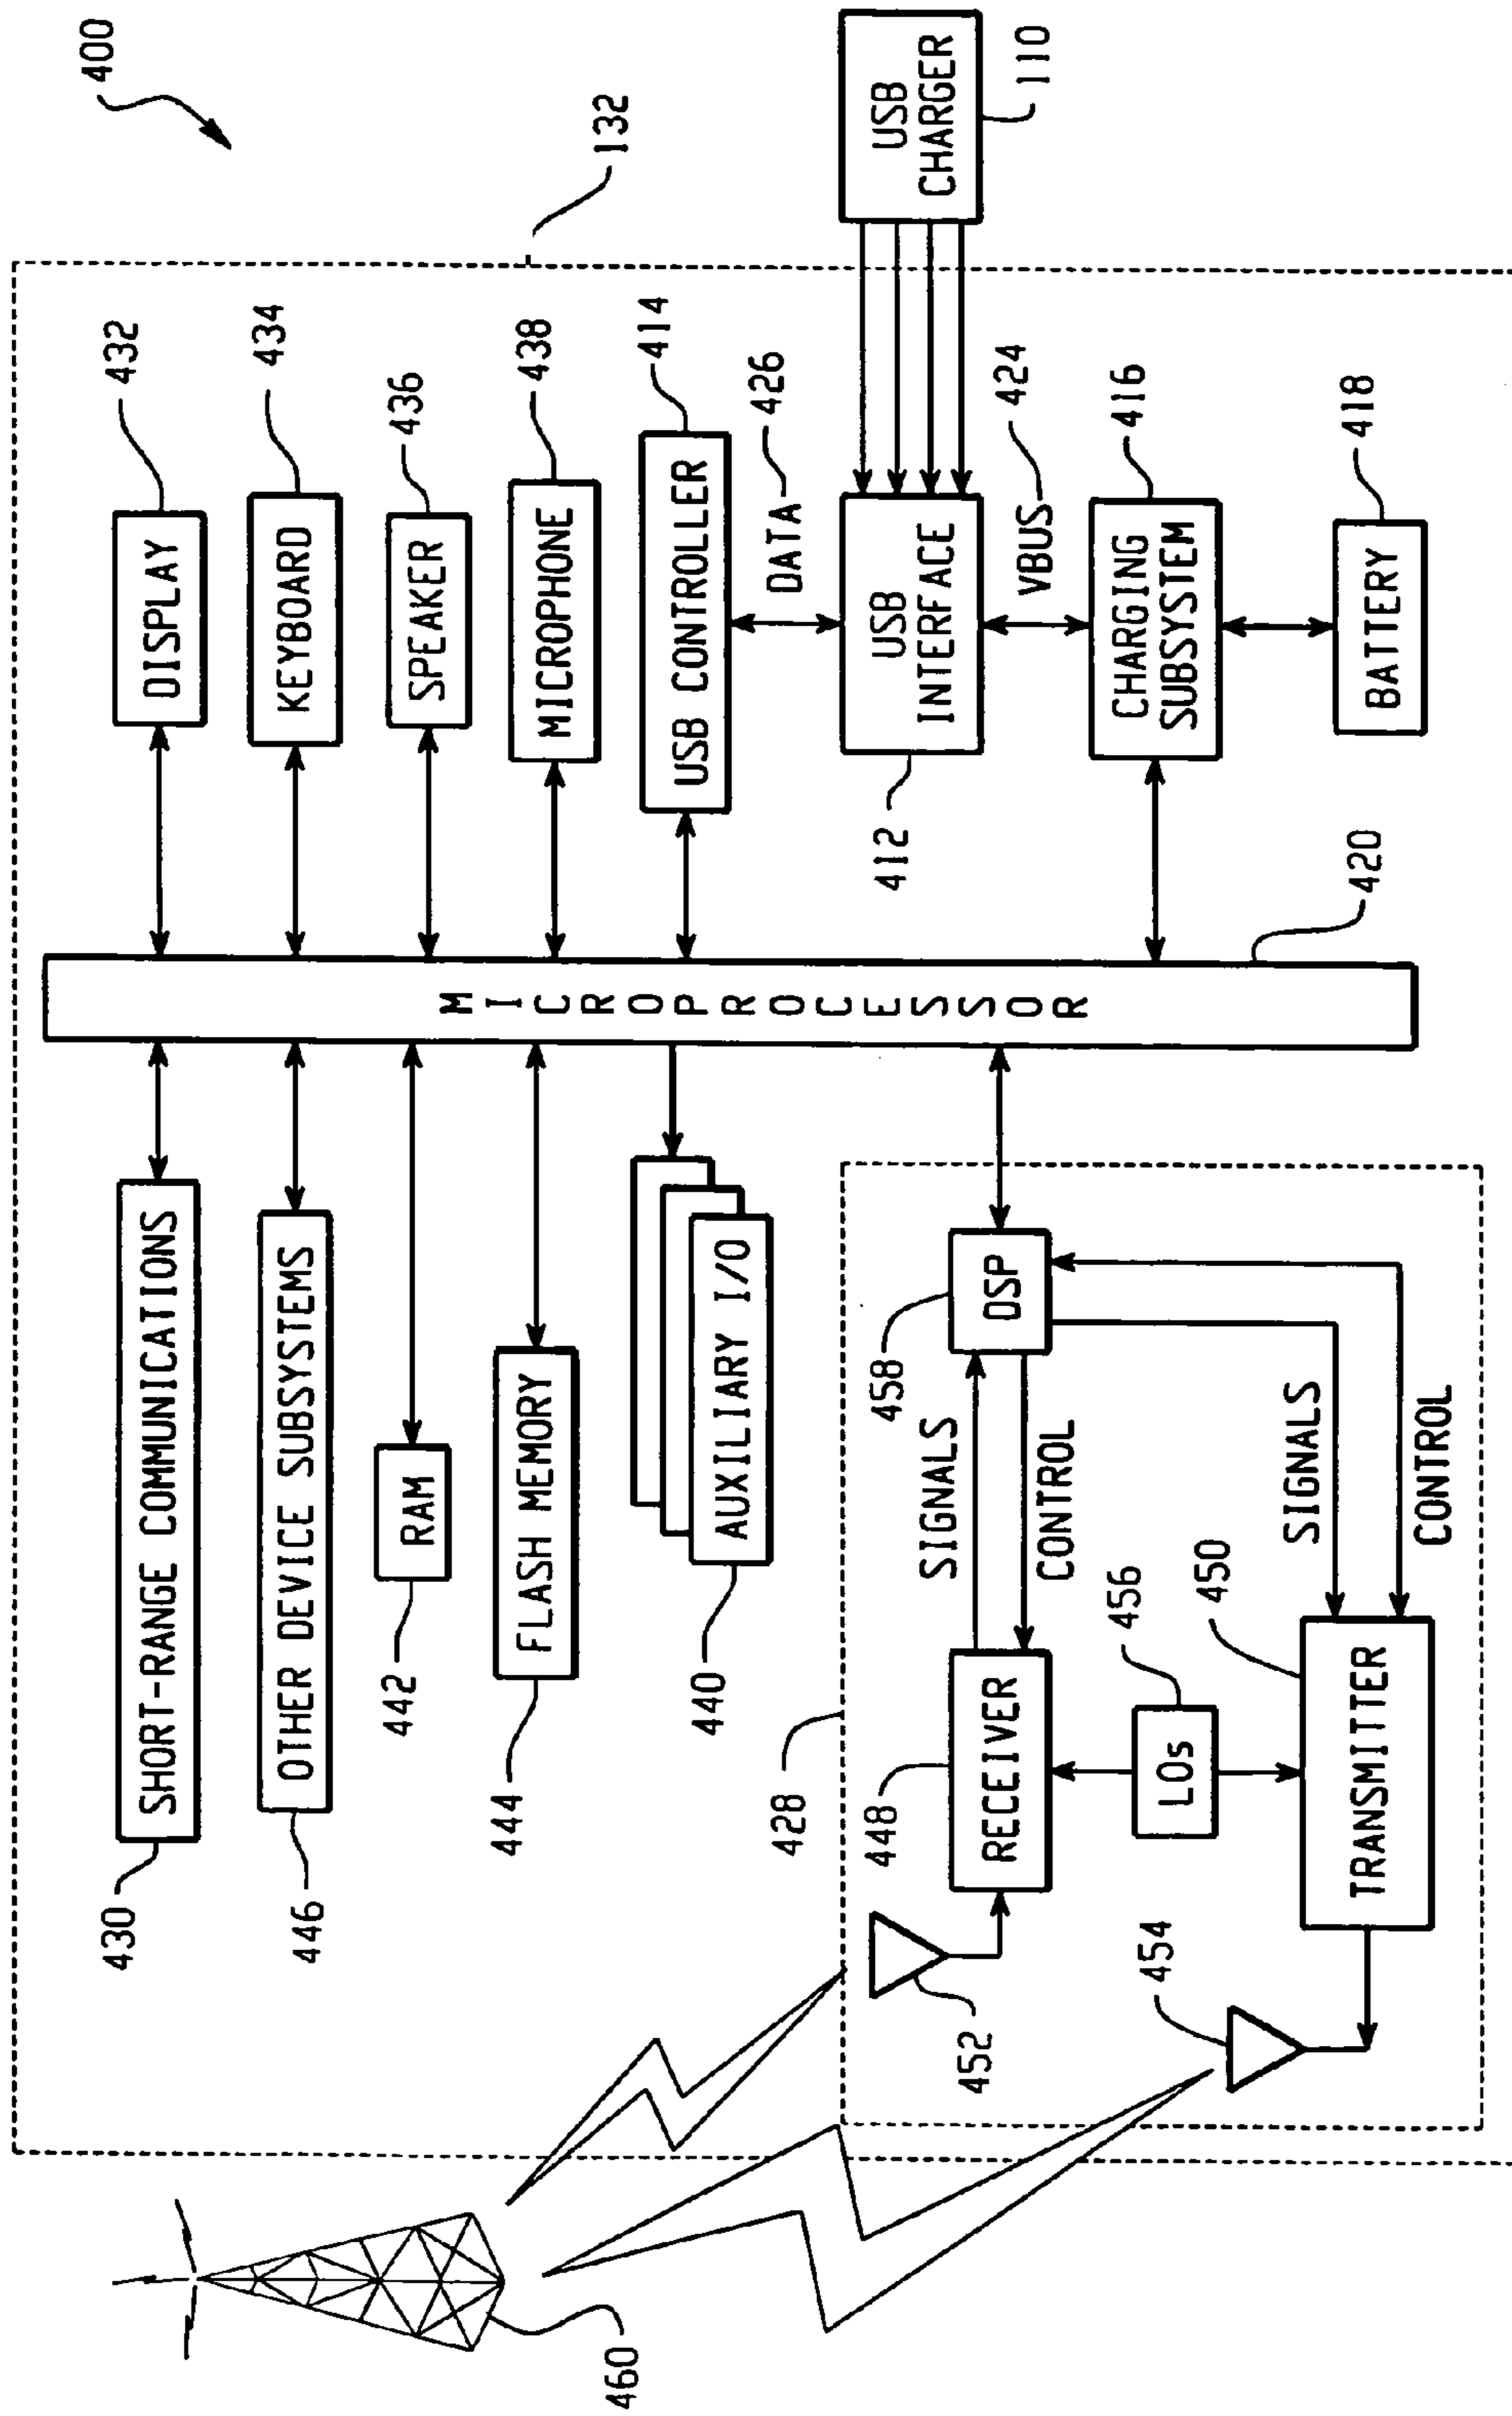 400
132
SHORT-RANGE COMMUNICATIONS
430
OTHER DEVICE SUBSYSTEMS
446
RAM
442
FLASH MEMORY
444
AUXILIARY I/O
440
MICROPROCESSOR
420
DISPLAY
432
KEYBOARD
434
SPEAKER
436
MICROPHONE
438
USB CONTROLLER
414
DATA
426
USB
INTERFACE
412
USB
CHARGER
110
VBUS
424
CHARGING
SUBSYSTEM
416
BATTERY
418
428
DSP
458
SIGNALS
CONTROL
RECEIVER
448
452
LOs
456
SIGNALS
CONTROL
TRANSMITTER
450
454
460